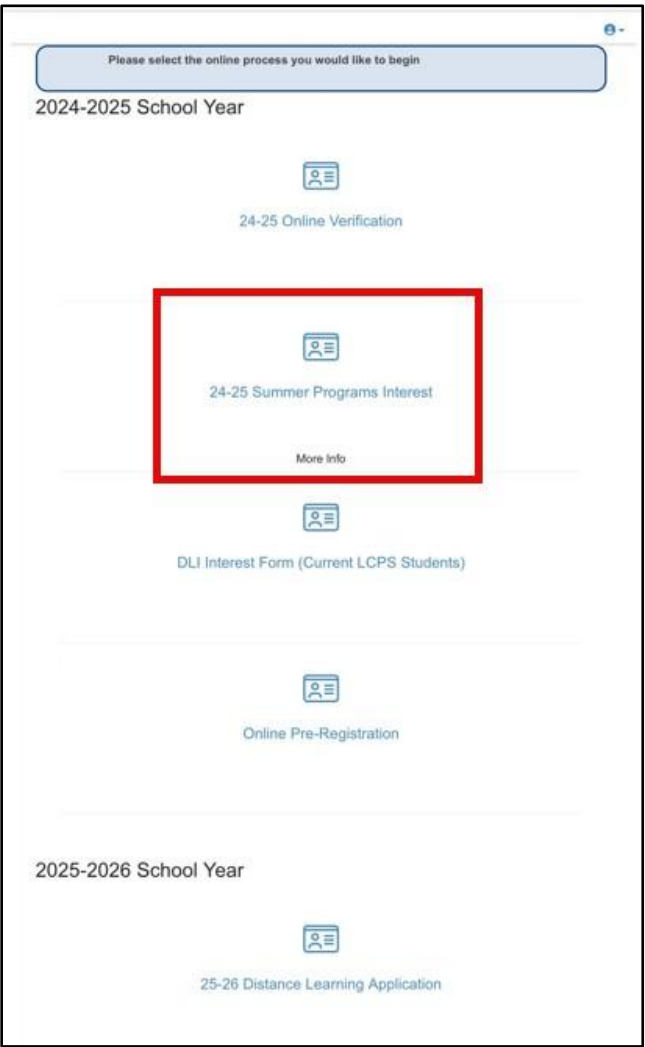 Please select the online process you would like to begin
2024-2025 School Year
24-25 Online Verification
24-25 Summer Programs Interest
More Info
DLI Interest Form (Current LCPS Students)
Online Pre-Registration
2025-2026 School Year
25-26 Distance Learning Application